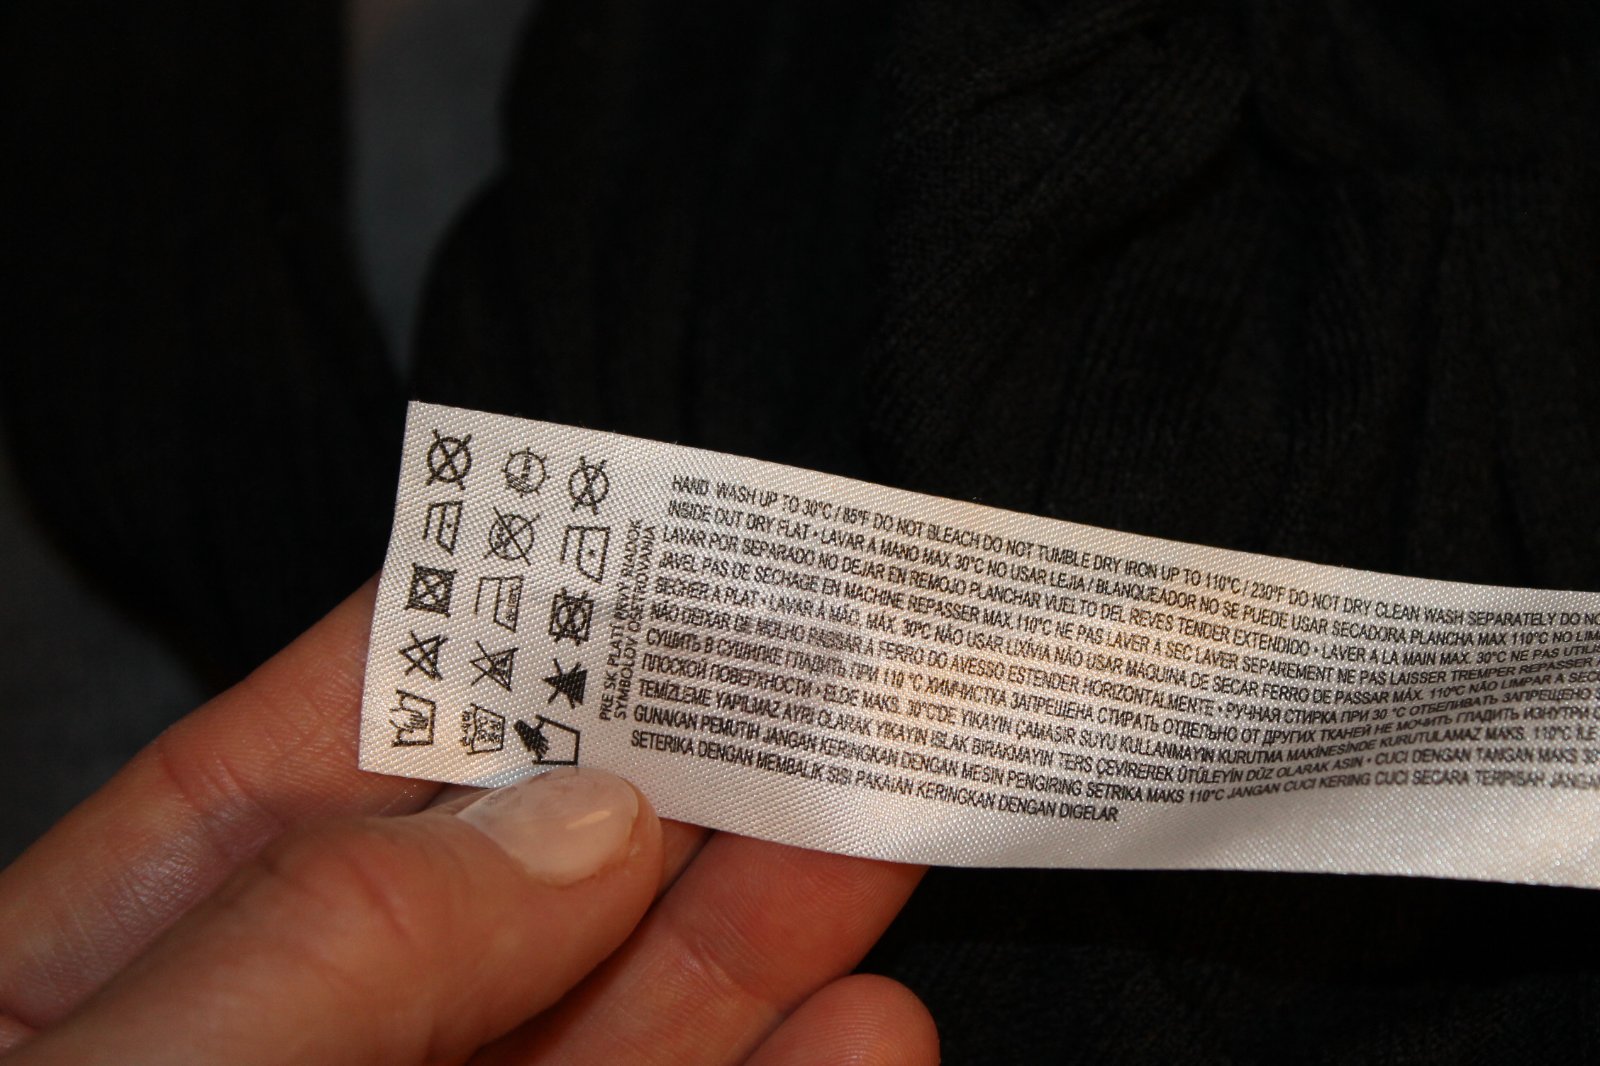 PRE SK PLATÍ PRVÝ RIADOK
SYMBOLOV OŠETROVANIA
HAND WASH UP TO 30°C / 85°F DO NOT BLEACH DO NOT TUMBLE DRY IRON UP TO 110°C / 230°F DO NOT DRY CLEAN WASH SEPARATELY DO
INSIDE OUT DRY FLAT • LAVAR A MANO MAX 30°C NO USAR LEJIA / BLANQUEADOR NO SE PUEDE USAR SECADORA PLANCHA MAX 110°C NO
LAVAR POR SEPARADO NO DEJAR EN REMOJO PLANCHAR VUELTO DEL REVES TENDER EXTENDIDO • LAVER A LA MAIN MAX. 30°C NE PAS
JAVEL PAS DE SECHAGE EN MACHINE REPASSER MAX 110°C NE PAS LAVER A SEC LAVER SEPAREMENT NE PAS LAISSER TREMPER REPASSER
SECHER A PLAT • LAVAR À MÃO, MÁX. 30°C NÃO USAR LIXIVIA NÃO USAR MÁQUINA DE SECAR FERRO DE PASSAR MÁX. 110°C NÃO LIMPAR A
NÃO DEIXAR DE MOLHO PASSAR A FERRO DO AVESSO ESTENDER HORIZONTALMENTE • РУЧНАЯ СТИРКА ПРИ 30 °C ОТБЕЛИВАТЬ ЗАПРЕЩЕНО
СУШИТЬ В СУШИЛКЕ ГЛАДИТЬ ПРИ 110 °C ХИМЧИСТКА ЗАПРЕЩЕНА СТИРАТЬ ОТДЕЛЬНО ОТ ДРУГИХ ТКАНЕЙ НЕ МОЧИТЬ ГЛАДИТЬ ИЗНУТРИ
ПЛОСКОЙ ПОВЕРХНОСТИ • ELDE MAKS. 30°C'DE YIKAYIN ÇAMAŞIR SUYU KULLANMAYIN KURUTMA MAKİNESİNDE KURUTULAMAZ MAKS. 110°C İLE
TEMİZLEME YAPILMAZ AYRI OLARAK YIKAYIN ISLAK BIRAKMAYIN TERS ÇEVİREREK ÜTÜLEYİN DÜZ OLARAK ASIN • CUCI DENGAN TANGAN MAKS
GUNAKAN PEMUTIH JANGAN KERINGKAN DENGAN MESIN PENGIRING SETRIKA MAKS 110°C JANGAN CUCI KERING CUCI SECARA TERPISAH
SETERIKA DENGAN MEMBALIK SISI PAKAIAN KERINGKAN DENGAN DIGELAR